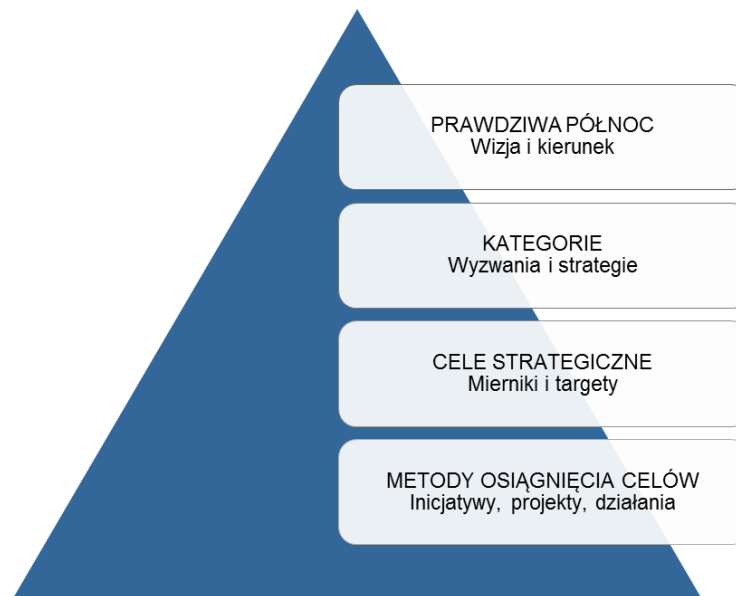 PRAWDZIWA PÓŁNOC
Wizja i kierunek
KATEGORIE
Wyzwania i strategie
CELE STRATEGICZNE
Mierniki i targety
METODY OSIĄGNIĘCIA CELÓW
Inicjatywy, projekty, działania